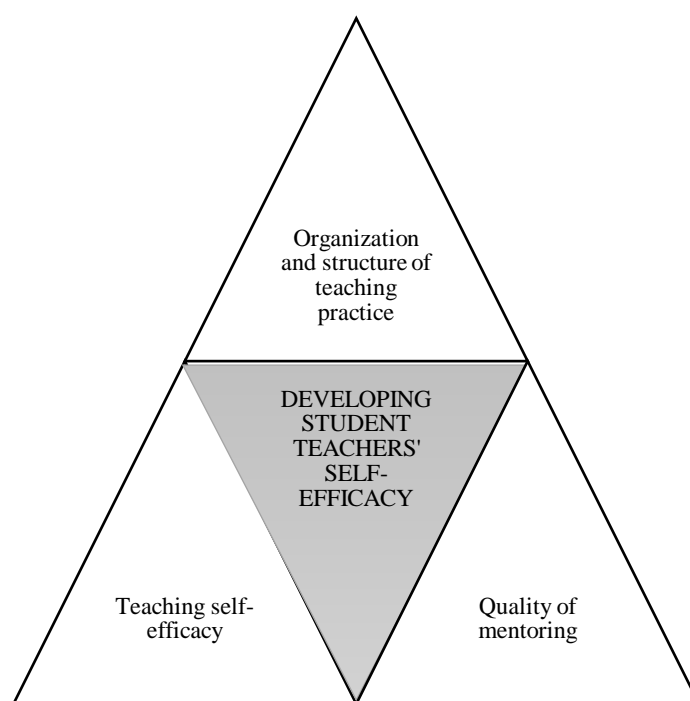 Organization
and structure of
teaching
practice
DEVELOPING
STUDENT
TEACHERS'
SELF-
EFFICACY
Teaching self-
efficacy
Quality of
mentoring